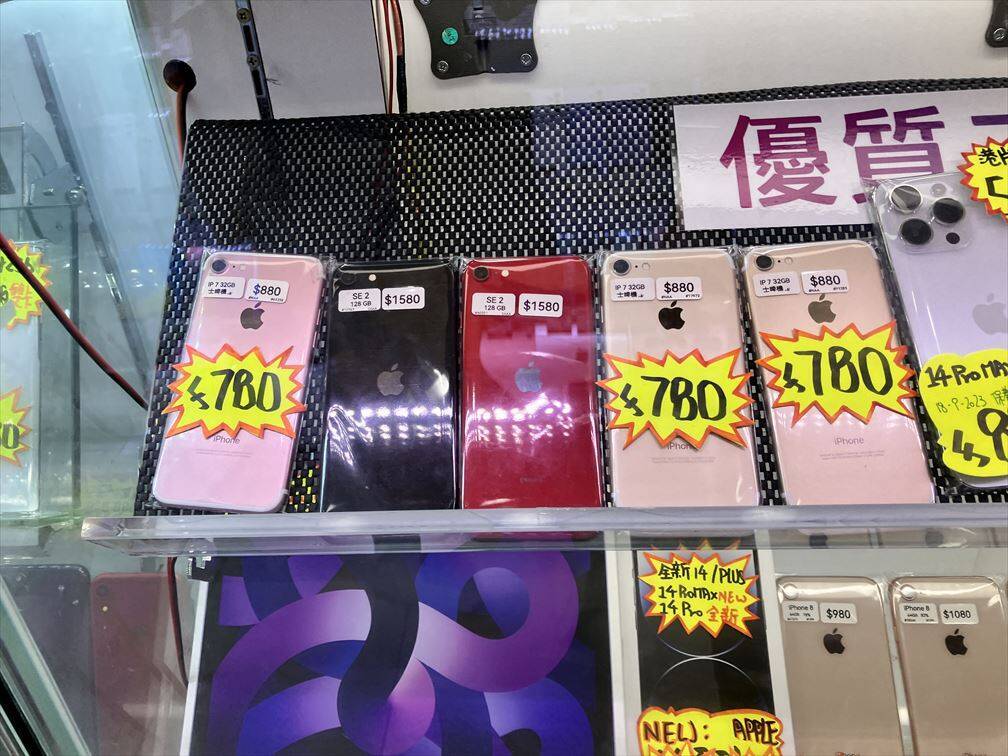 優質
IP 7 32GB
士啤機
$880
$780
iPhone
SE 2
128 GB
$1580
SE 2
128 GB
$1580
IP 7 32GB
士啤機
$880
$780
iPhone
IP 7 32GB
士啤機
$880
$780
iPhone
14 Pro MAX
18-9-2023
全新 14/PLUS
14 Pro MAX NEW
14 Pro 全新
NEW: APPLE
iPhone 8
$980
iPhone 8
$1080